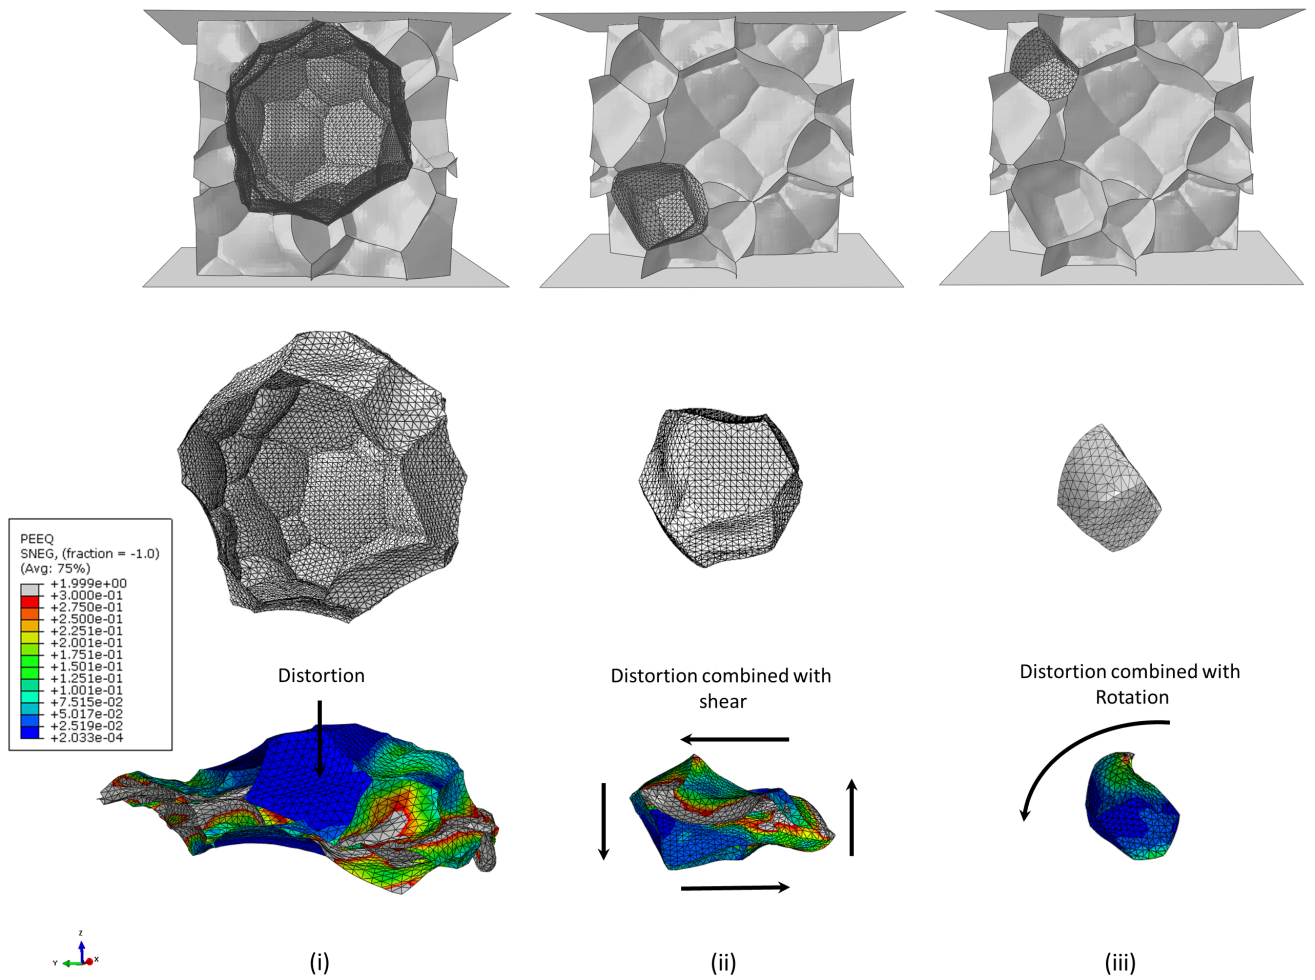 PEEQ
SNEG, (fraction = -1.0)
(Avg: 75%)
+1.999e+00
+3.000e-01
+2.750e-01
+2.500e-01
+2.251e-01
+2.001e-01
+1.751e-01
+1.501e-01
+1.251e-01
+1.001e-01
+7.515e-02
+5.017e-02
+2.519e-02
+2.033e-04
Distortion
Distortion combined with
shear
Distortion combined with
Rotation
Z
Y
X
(i)
(ii)
(iii)